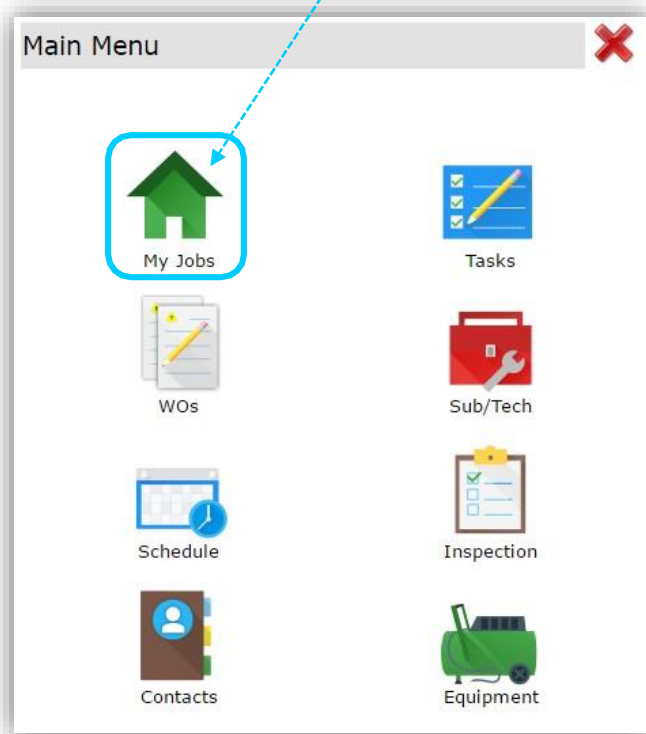 Main Menu
My Jobs
Tasks
WOs
Sub/Tech
Schedule
Inspection
Contacts
Equipment